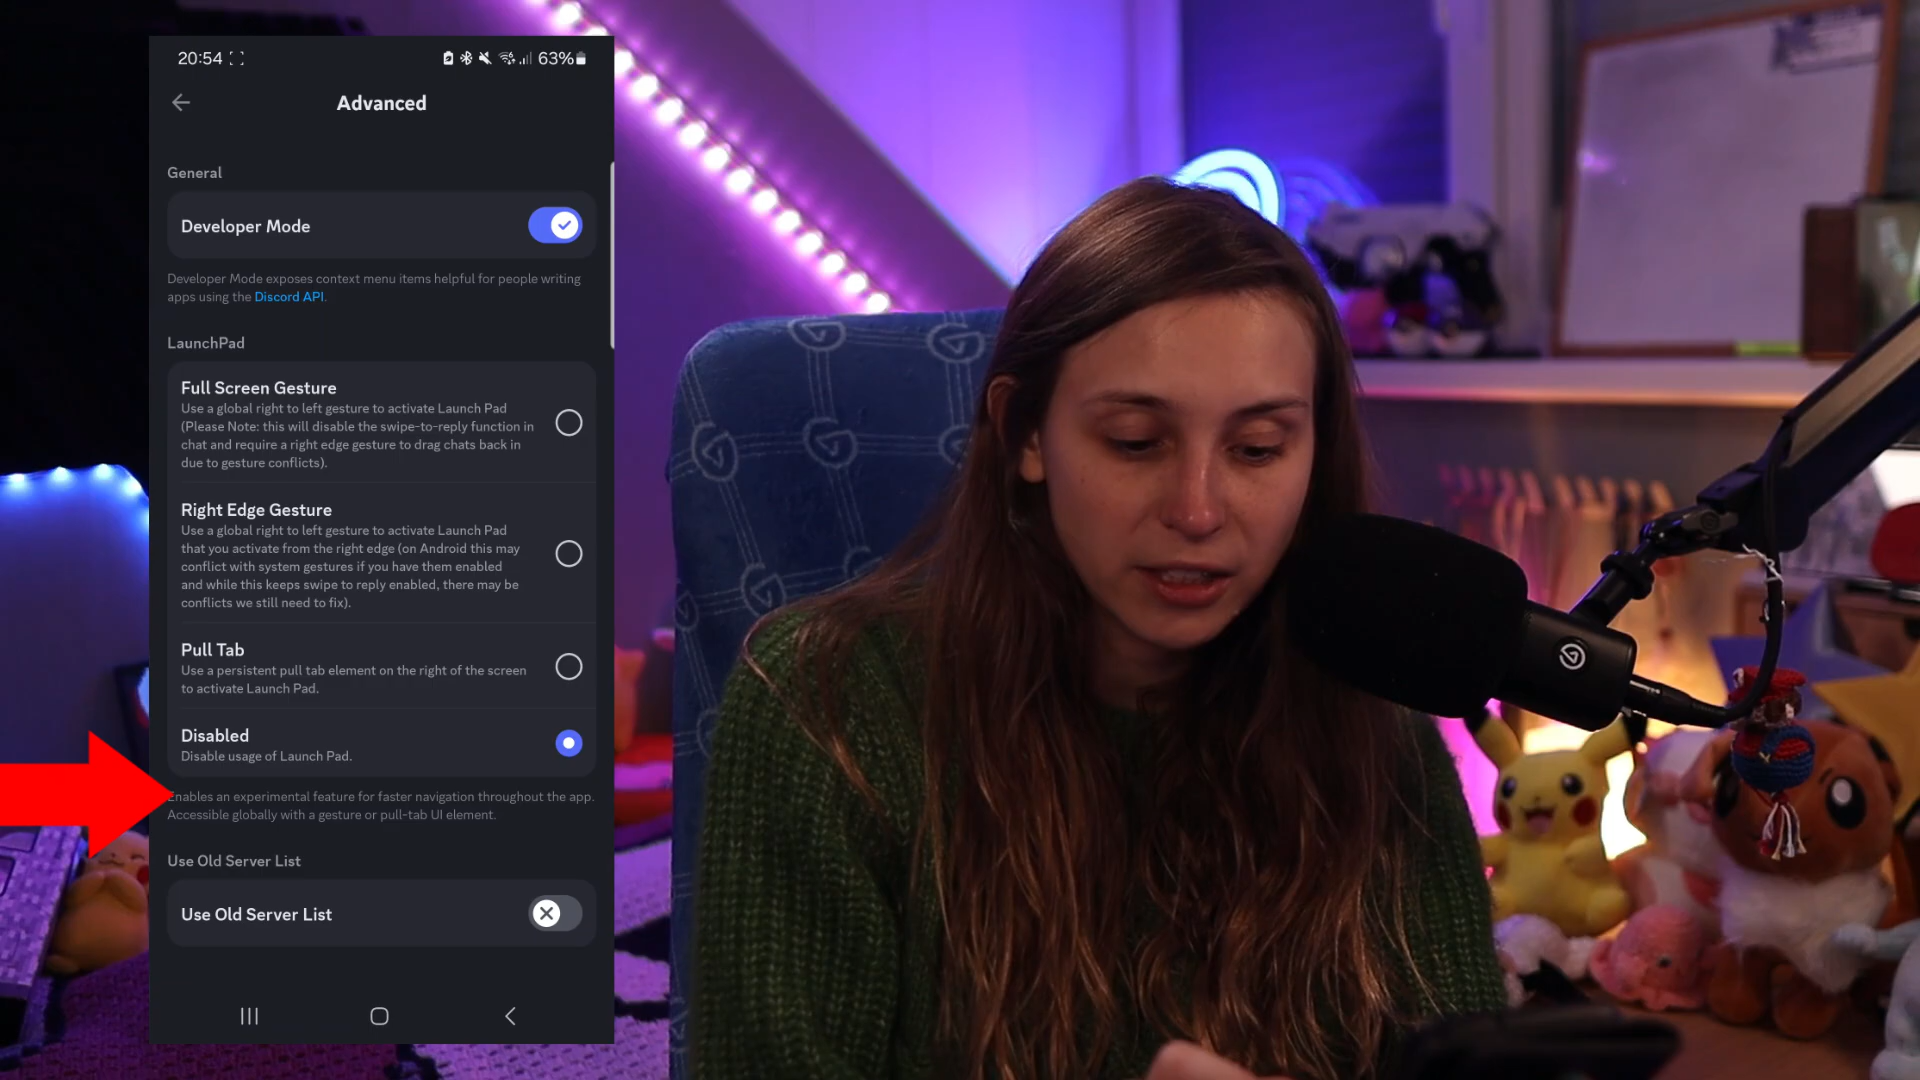 20:54
63%
Advanced
General
Developer Mode
Developer Mode exposes context menu items helpful for people writing
apps using the Discord API.
LaunchPad
Full Screen Gesture
Use a global right to left gesture to activate Launch Pad
(Please Note: this will disable the swipe-to-reply function in
chat and require a right edge gesture to drag chats back in
due to gesture conflicts).
Right Edge Gesture
Use a global right to left gesture to activate Launch Pad
that you activate from the right edge (on Android this may
conflict with system gestures if you have them enabled
and while this keeps swipe to reply enabled, there may be
conflicts we still need to fix).
Pull Tab
Use a persistent pull tab element on the right of the screen
to activate Launch Pad.
Disabled
Disable usage of Launch Pad.
Enables an experimental feature for faster navigation throughout the app.
Accessible globally with a gesture or pull-tab UI element.
Use Old Server List
Use Old Server List